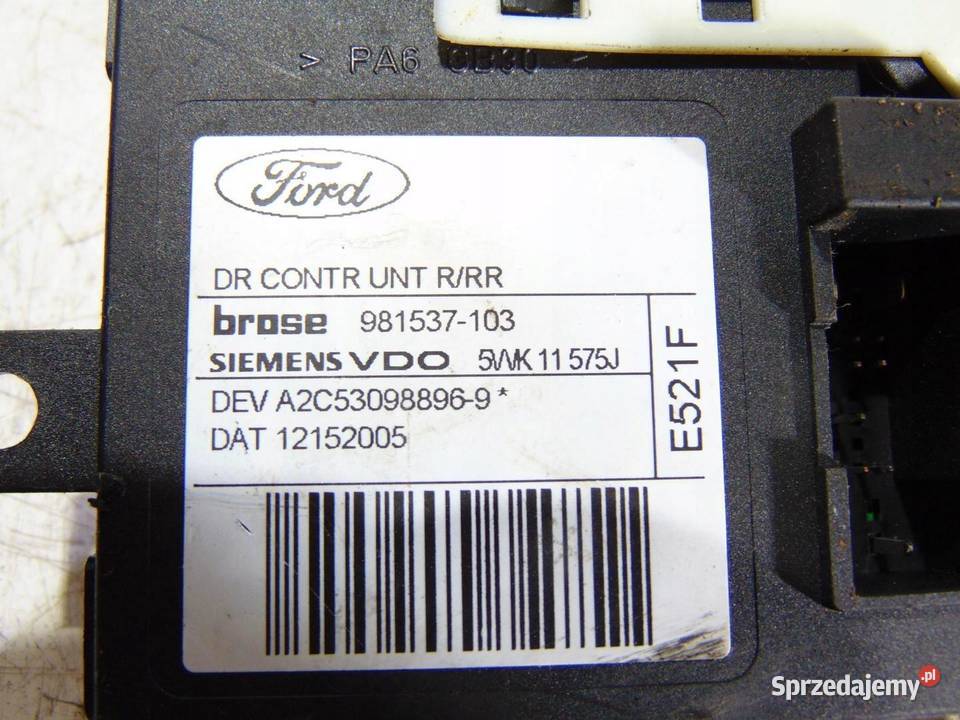 > PA6 GB30 <
Ford
DR CONTR UNT R/RR
brose 981537-103
SIEMENS VDO 5WK 11 575J
DEV A2C53098896-9 *
DAT 12152005
E521F
Sprzedajemy.pl